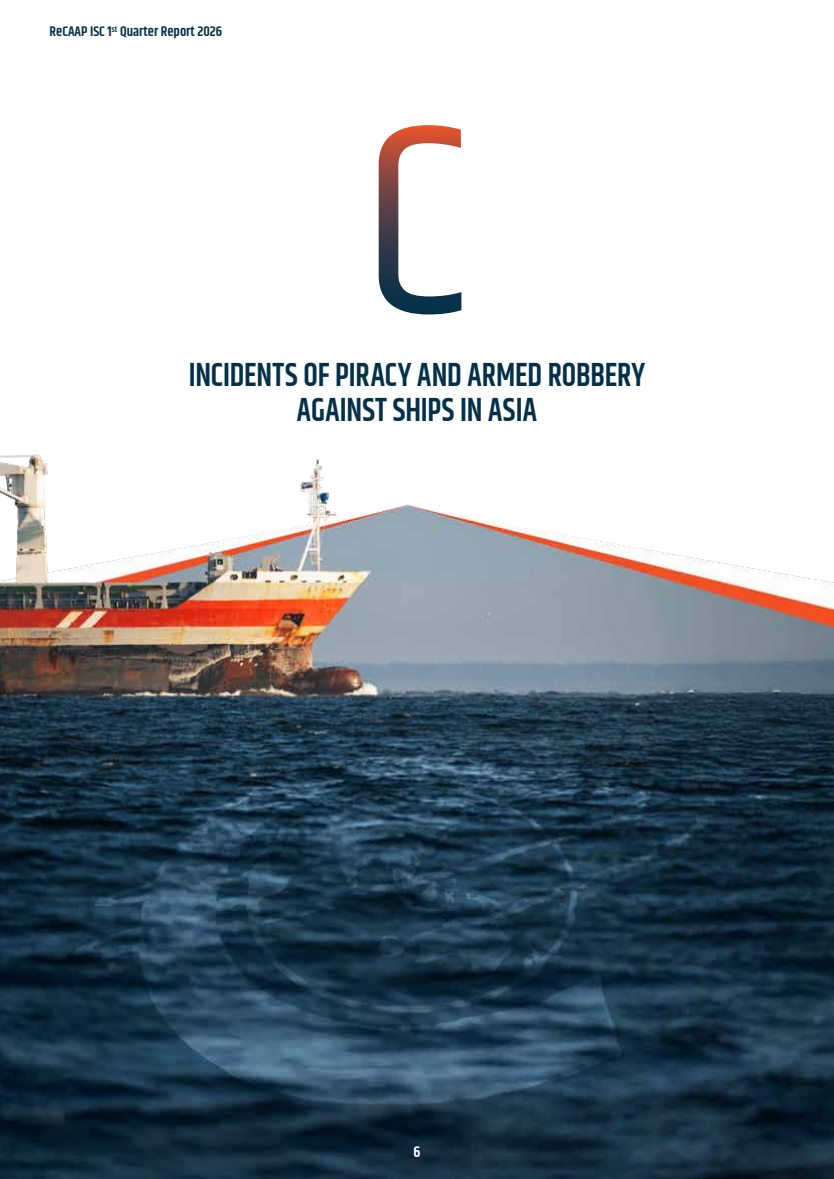 ReCAAP ISC 1st Quarter Report 2026
C
INCIDENTS OF PIRACY AND ARMED ROBBERY
AGAINST SHIPS IN ASIA
6